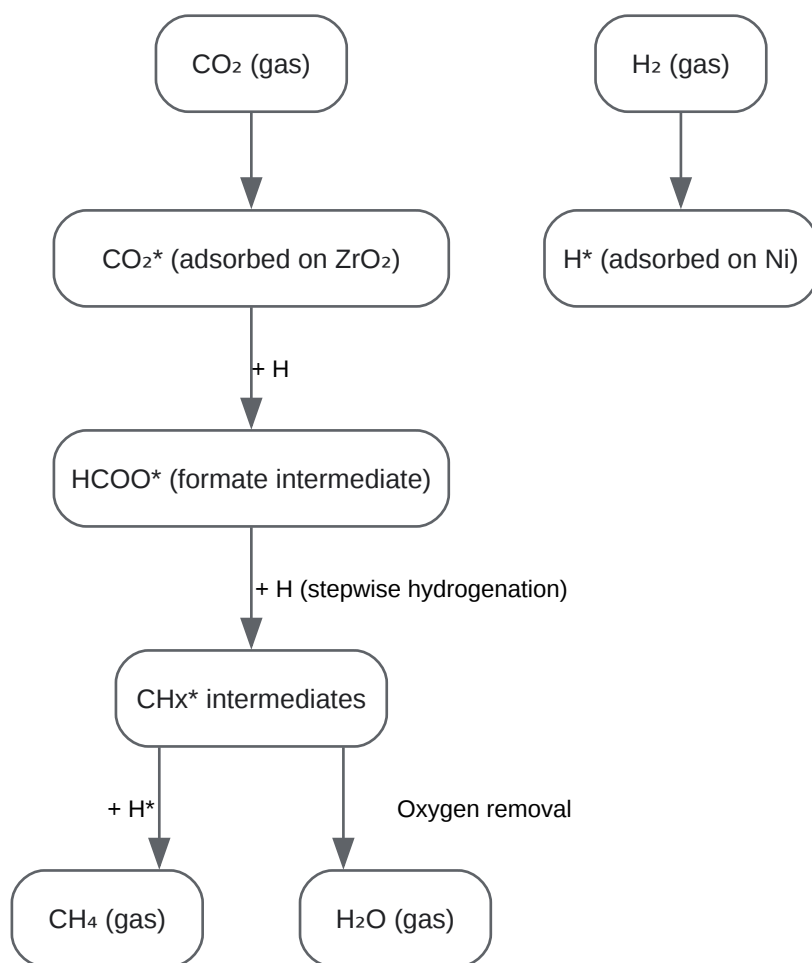 CO₂ (gas)
H₂ (gas)
CO₂* (adsorbed on ZrO₂)
H* (adsorbed on Ni)
+ H
HCOO* (formate intermediate)
+ H (stepwise hydrogenation)
CHx* intermediates
+ H*
Oxygen removal
CH₄ (gas)
H₂O (gas)